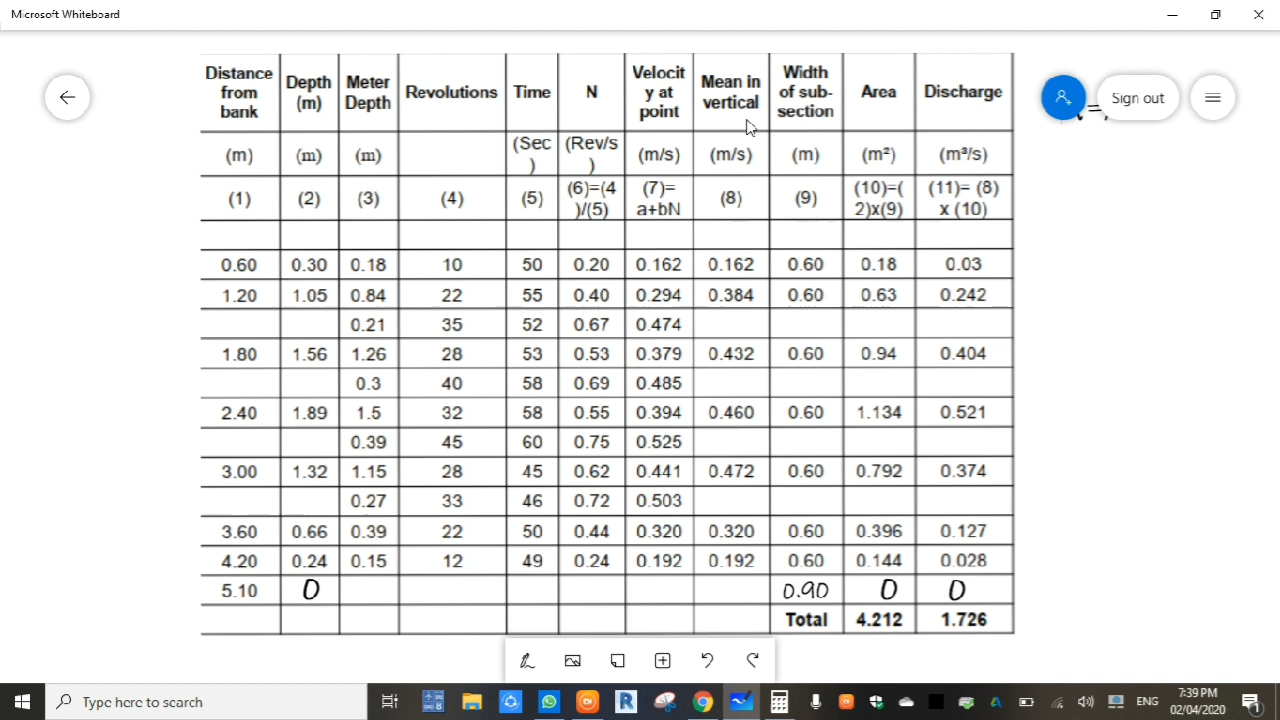 Microsoft Whiteboard
Sign out
Distance from bank Depth (m) Meter Depth Revolutions Time N Velocit y at point Mean in vertical Width of sub- section Area Discharge
(m) (m) (m) (Sec ) (Rev/s ) (m/s) (m/s) (m) (m²) (m³/s)
(1) (2) (3) (4) (5) (6)=(4 )/(5) (7)= a+bN (8) (9) (10)=( 2)x(9) (11)= (8) x (10)
0.60 0.30 0.18 10 50 0.20 0.162 0.162 0.60 0.18 0.03
1.20 1.05 0.84 22 55 0.40 0.294 0.384 0.60 0.63 0.242
0.21 35 52 0.67 0.474
1.80 1.56 1.26 28 53 0.53 0.379 0.432 0.60 0.94 0.404
0.3 40 58 0.69 0.485
2.40 1.89 1.5 32 58 0.55 0.394 0.460 0.60 1.134 0.521
0.39 45 60 0.75 0.525
3.00 1.32 1.15 28 45 0.62 0.441 0.472 0.60 0.792 0.374
0.27 33 46 0.72 0.503
3.60 0.66 0.39 22 50 0.44 0.320 0.320 0.60 0.396 0.127
4.20 0.24 0.15 12 49 0.24 0.192 0.192 0.60 0.144 0.028
5.10 0 0.90 0 0
Total 4.212 1.726
Type here to search
ENG
7:39 PM
02/04/2020